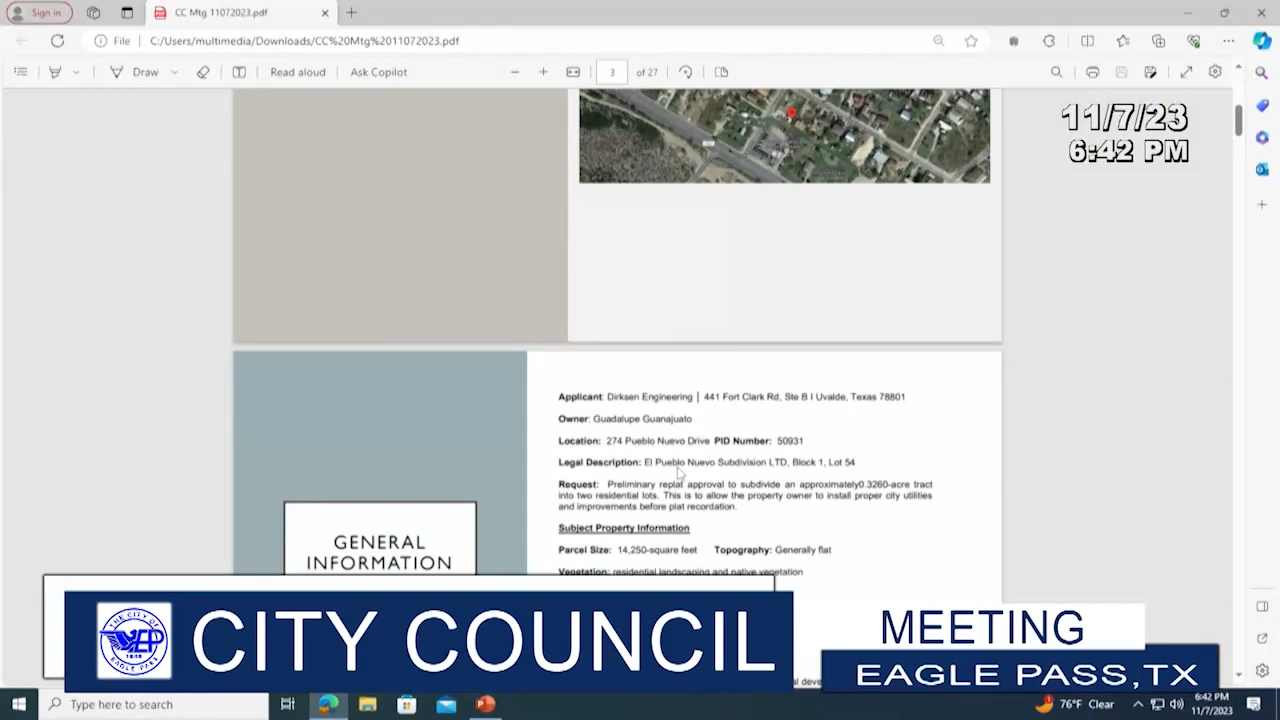 Sign in
CC Mtg 11072023.pdf
File
C:/Users/multimedia/Downloads/CC%20Mtg%2011072023.pdf
Draw
Read aloud
Ask Copilot
3
of 27
11/7/23
6:42 PM
Applicant: Dirksen Engineering | 441 Fort Clark Rd, Ste B I Uvalde, Texas 78801
Owner: Guadalupe Guanajuato
Location: 274 Pueblo Nuevo Drive PID Number: 50931
Legal Description: El Pueblo Nuevo Subdivision LTD, Block 1, Lot 54
Request: Preliminary replat approval to subdivide an approximately0.3260-acre tract
into two residential lots. This is to allow the property owner to install proper city utilities
and improvements before plat recordation.
Subject Property Information
Parcel Size: 14,250-square feet Topography: Generally flat
Vegetation: residential landscaping and native vegetation
GENERAL
INFORMATION
THE CITY OF
EP
EAGLE PASS
CITY COUNCIL
MEETING
EAGLE PASS,TX
Type here to search
76°F Clear
6:42 PM
11/7/2023